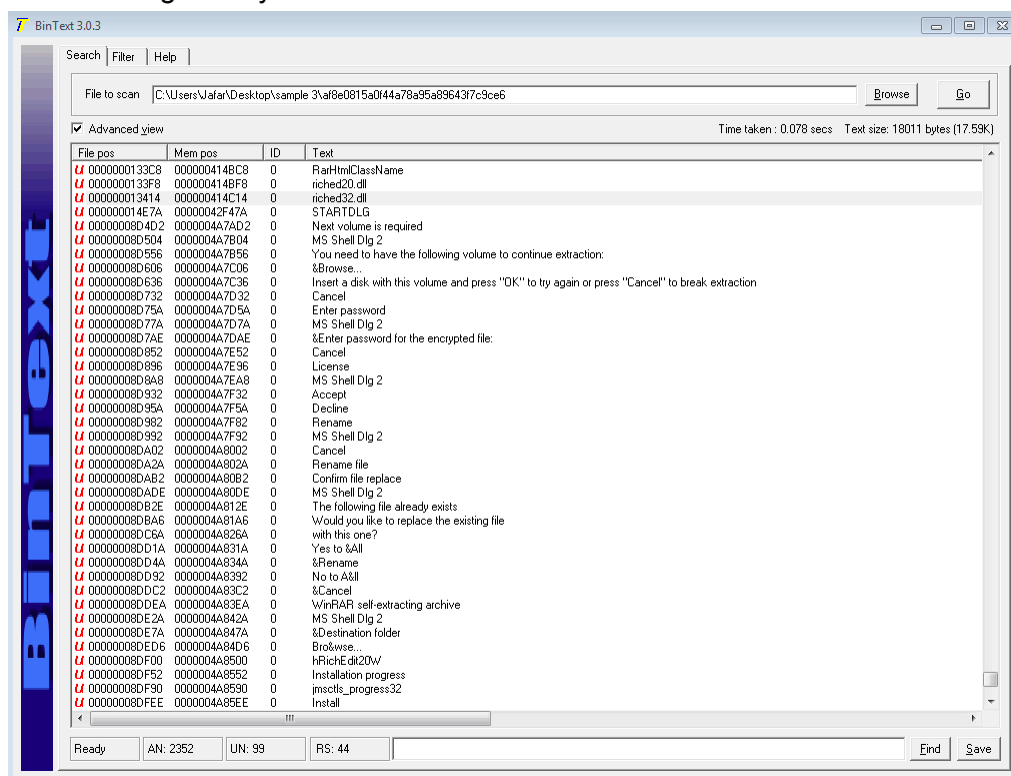 BinText 3.0.3
Search Filter Help
File to scan C:\Users\Jafar\Desktop\sample 3\af8e0815a0f44a78a95a89643f7c9ce6 Browse Go
Advanced view Time taken : 0.078 secs Text size: 18011 bytes (17.59K)
File pos Mem pos ID Text
U 0000000133C8 000000414BC8 0 RarHtmlClassName
U 0000000133F8 000000414BF8 0 riched20.dll
U 000000013414 000000414C14 0 riched32.dll
U 000000014E7A 00000042F47A 0 STARTDLG
U 00000008D4D2 0000004A7AD2 0 Next volume is required
U 00000008D504 0000004A7B04 0 MS Shell Dlg 2
U 00000008D556 0000004A7B56 0 You need to have the following volume to continue extraction:
U 00000008D606 0000004A7C06 0 &Browse...
U 00000008D636 0000004A7C36 0 Insert a disk with this volume and press "OK" to try again or press "Cancel" to break extraction
U 00000008D732 0000004A7D32 0 Cancel
U 00000008D75A 0000004A7D5A 0 Enter password
U 00000008D77A 0000004A7D7A 0 MS Shell Dlg 2
U 00000008D7AE 0000004A7DAE 0 &Enter password for the encrypted file:
U 00000008D852 0000004A7E52 0 Cancel
U 00000008D896 0000004A7E96 0 License
U 00000008D8A8 0000004A7EA8 0 MS Shell Dlg 2
U 00000008D932 0000004A7F32 0 Accept
U 00000008D95A 0000004A7F5A 0 Decline
U 00000008D982 0000004A7F82 0 Rename
U 00000008D992 0000004A7F92 0 MS Shell Dlg 2
U 00000008DA02 0000004A8002 0 Cancel
U 00000008DA2A 0000004A802A 0 Rename file
U 00000008DAB2 0000004A80B2 0 Confirm file replace
U 00000008DADE 0000004A80DE 0 MS Shell Dlg 2
U 00000008DB2E 0000004A812E 0 The following file already exists
U 00000008DBA6 0000004A81A6 0 Would you like to replace the existing file
U 00000008DC6A 0000004A826A 0 with this one?
U 00000008DD1A 0000004A831A 0 Yes to &All
U 00000008DD4A 0000004A834A 0 &Rename
U 00000008DD92 0000004A8392 0 No to A&ll
U 00000008DDC2 0000004A83C2 0 &Cancel
U 00000008DDEA 0000004A83EA 0 WinRAR self-extracting archive
U 00000008DE2A 0000004A842A 0 MS Shell Dlg 2
U 00000008DE7A 0000004A847A 0 &Destination folder
U 00000008DED6 0000004A84D6 0 Bro&wse...
U 00000008DF00 0000004A8500 0 hRichEdit20W
U 00000008DF52 0000004A8552 0 Installation progress
U 00000008DF90 0000004A8590 0 jmsctls_progress32
U 00000008DFEE 0000004A85EE 0 Install
BinText
Ready AN: 2352 UN: 99 RS: 44 Find Save